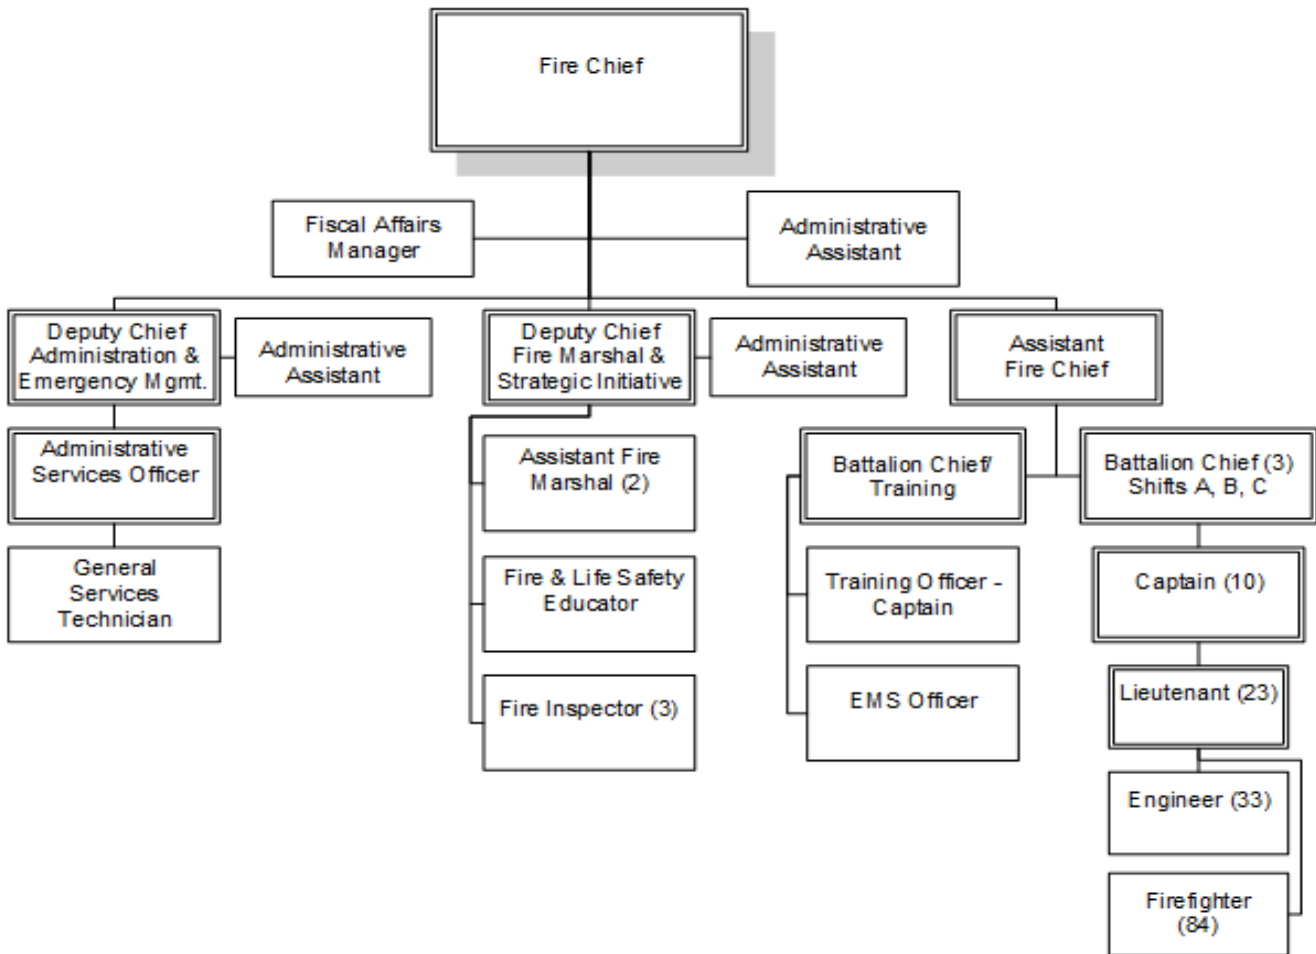 Fire Chief
Fiscal Affairs
Manager
Administrative
Assistant
Deputy Chief
Administration &
Emergency Mgmt.
Administrative
Assistant
Deputy Chief
Fire Marshal &
Strategic Initiative
Administrative
Assistant
Assistant
Fire Chief
Administrative
Services Officer
General
Services
Technician
Assistant Fire
Marshal (2)
Fire & Life Safety
Educator
Fire Inspector (3)
Battalion Chief/
Training
Training Officer -
Captain
EMS Officer
Battalion Chief (3)
Shifts A, B, C
Captain (10)
Lieutenant (23)
Engineer (33)
Firefighter
(84)